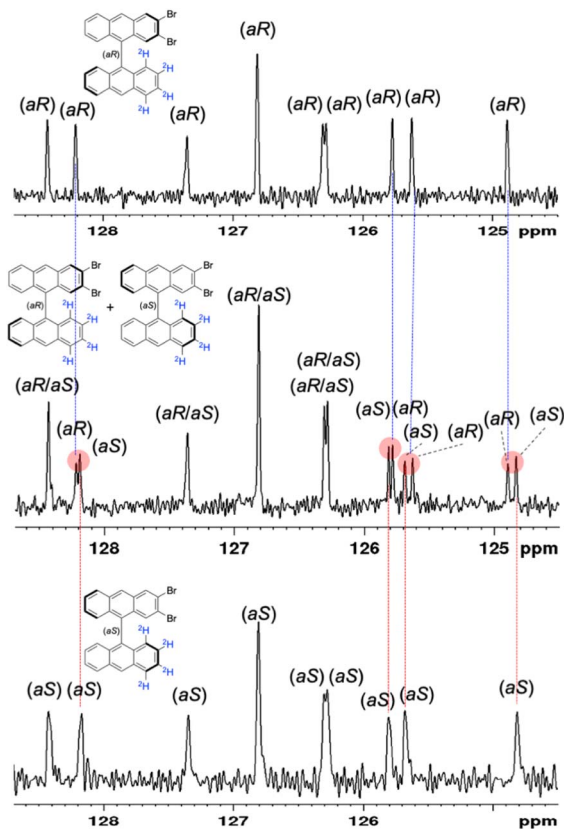 Br
Br
(aR)
²H
²H
²H
²H
(aR)
(aR)
(aR)
(aR)
(aR) (aR)
(aR)
(aR)
(aR)
128
127
126
125
ppm
Br
Br
(aR)
²H
²H
²H
²H
+
Br
Br
(aS)
²H
²H
²H
²H
(aR/aS)
(aR)
(aS)
(aR/aS)
(aR/aS)
(aR/aS)
(aR/aS)
(aS)
(aR)
(aS)
(aR)
(aR)
(aS)
128
127
126
125
ppm
Br
Br
(aS)
²H
²H
²H
²H
(aS) (aS)
(aS)
(aS)
(aS) (aS)
(aS)
(aS)
(aS)
128
127
126
125
ppm